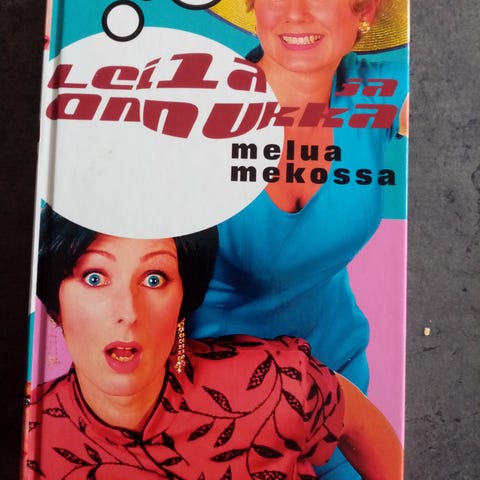 Leila ja
annukka
melua
mekossa